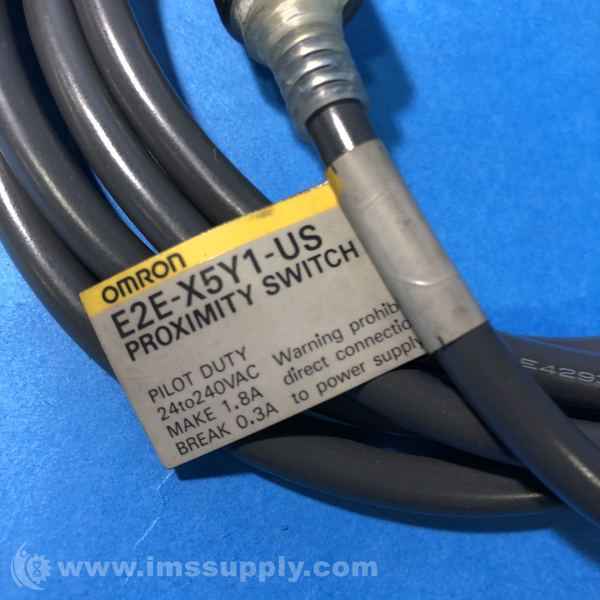 OMRON
E2E-X5Y1-US
PROXIMITY SWITCH
PILOT DUTY
24to240VAC
MAKE 1.8A
BREAK 0.3A
Warning prohib
direct connectio
to power supply
E429
www.imssupply.com